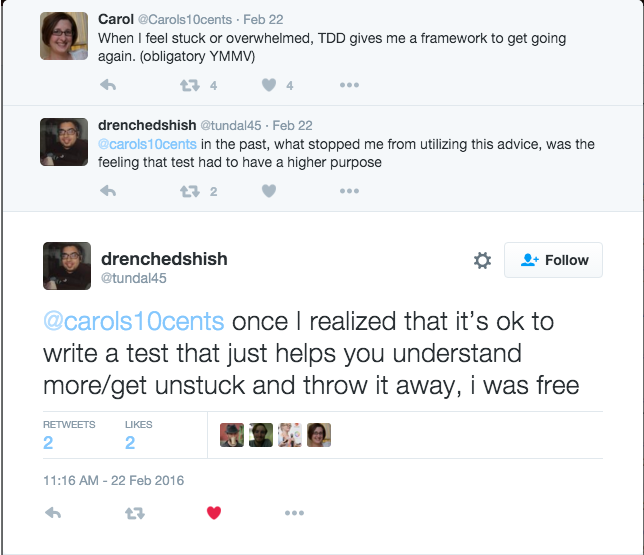 Carol @Carols10cents · Feb 22
When I feel stuck or overwhelmed, TDD gives me a framework to get going
again. (obligatory YMMV)
4 4
drenchedshish @tundal45 · Feb 22
@carols10cents in the past, what stopped me from utilizing this advice, was the
feeling that test had to have a higher purpose
2
drenchedshish
@tundal45
Follow
@carols10cents once I realized that it's ok to
write a test that just helps you understand
more/get unstuck and throw it away, i was free
RETWEETS LIKES
2 2
11:16 AM - 22 Feb 2016